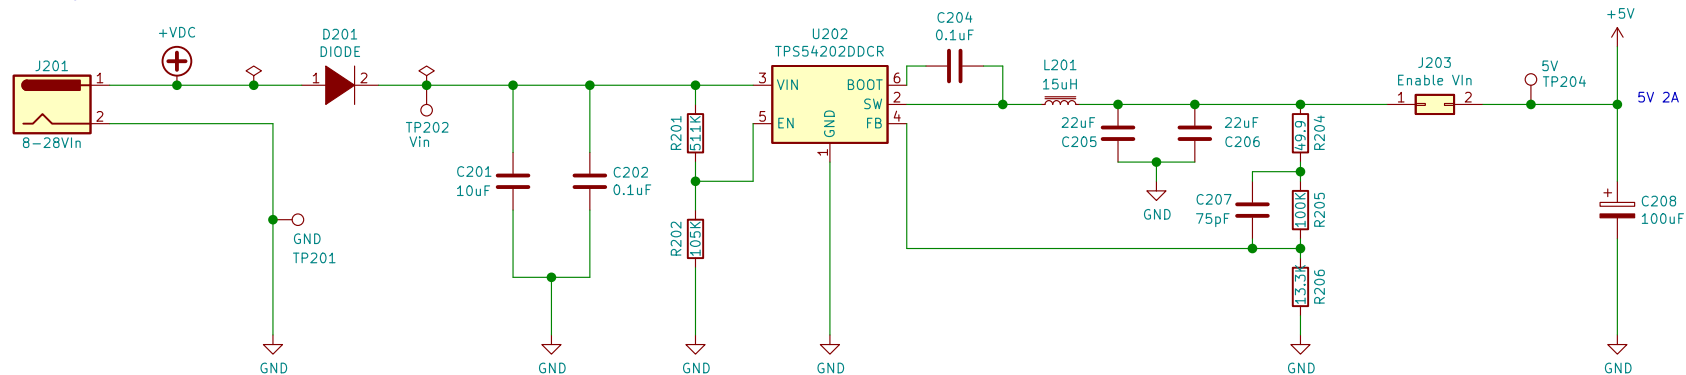 +5V
C204
0.1uF
+VDC
D201
DIODE
U202
TPS54202DDCR
J201
1
2
8-28VIn
1
2
TP202
Vin
GND
TP201
GND
C201
10uF
C202
0.1uF
GND
R201
511K
R202
105K
GND
3
VIN
5
EN
BOOT
6
SW
2
FB
4
GND
1
GND
L201
15uH
22uF
C205
22uF
C206
GND
49.9
R204
C207
75pF
100K
R205
13.3K
R206
GND
J203
Enable VIn
1
2
5V
TP204
5V 2A
+
C208
100uF
GND